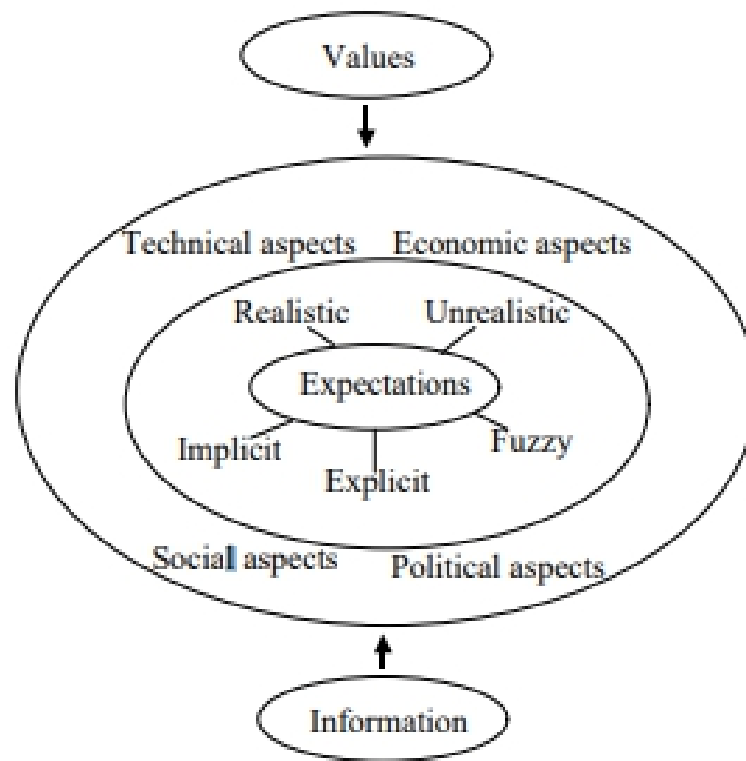 Values
Technical aspects Economic aspects
Realistic Unrealistic
Expectations
Implicit Fuzzy
Explicit
Social aspects Political aspects
Information